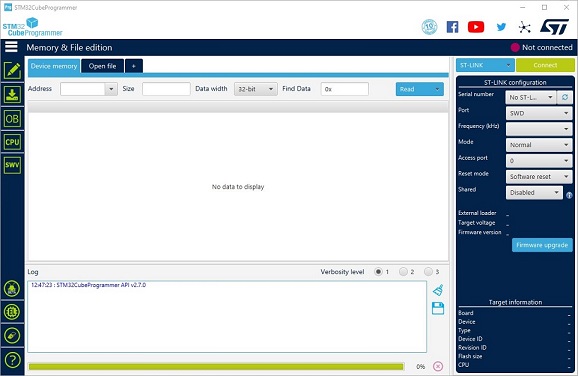 Prg STM32CubeProgrammer
STM32
CubeProgrammer
Memory & File edition
Not connected
Device memory Open file +
Address Size Data width 32-bit Find Data 0x Read
No data to display
Log Verbosity level 1 2 3
12:47:23 : STM32CubeProgrammer API v2.7.0
0%
OB
CPU
SWV
ST-LINK Connect
ST-LINK configuration
Serial number No ST-L...
Port SWD
Frequency (kHz)
Mode Normal
Access port 0
Reset mode Software reset
Shared Disabled
External loader _
Target voltage _
Firmware version _
Firmware upgrade
Target information
Board _
Device _
Type _
Device ID _
Revision ID _
Flash size _
CPU _